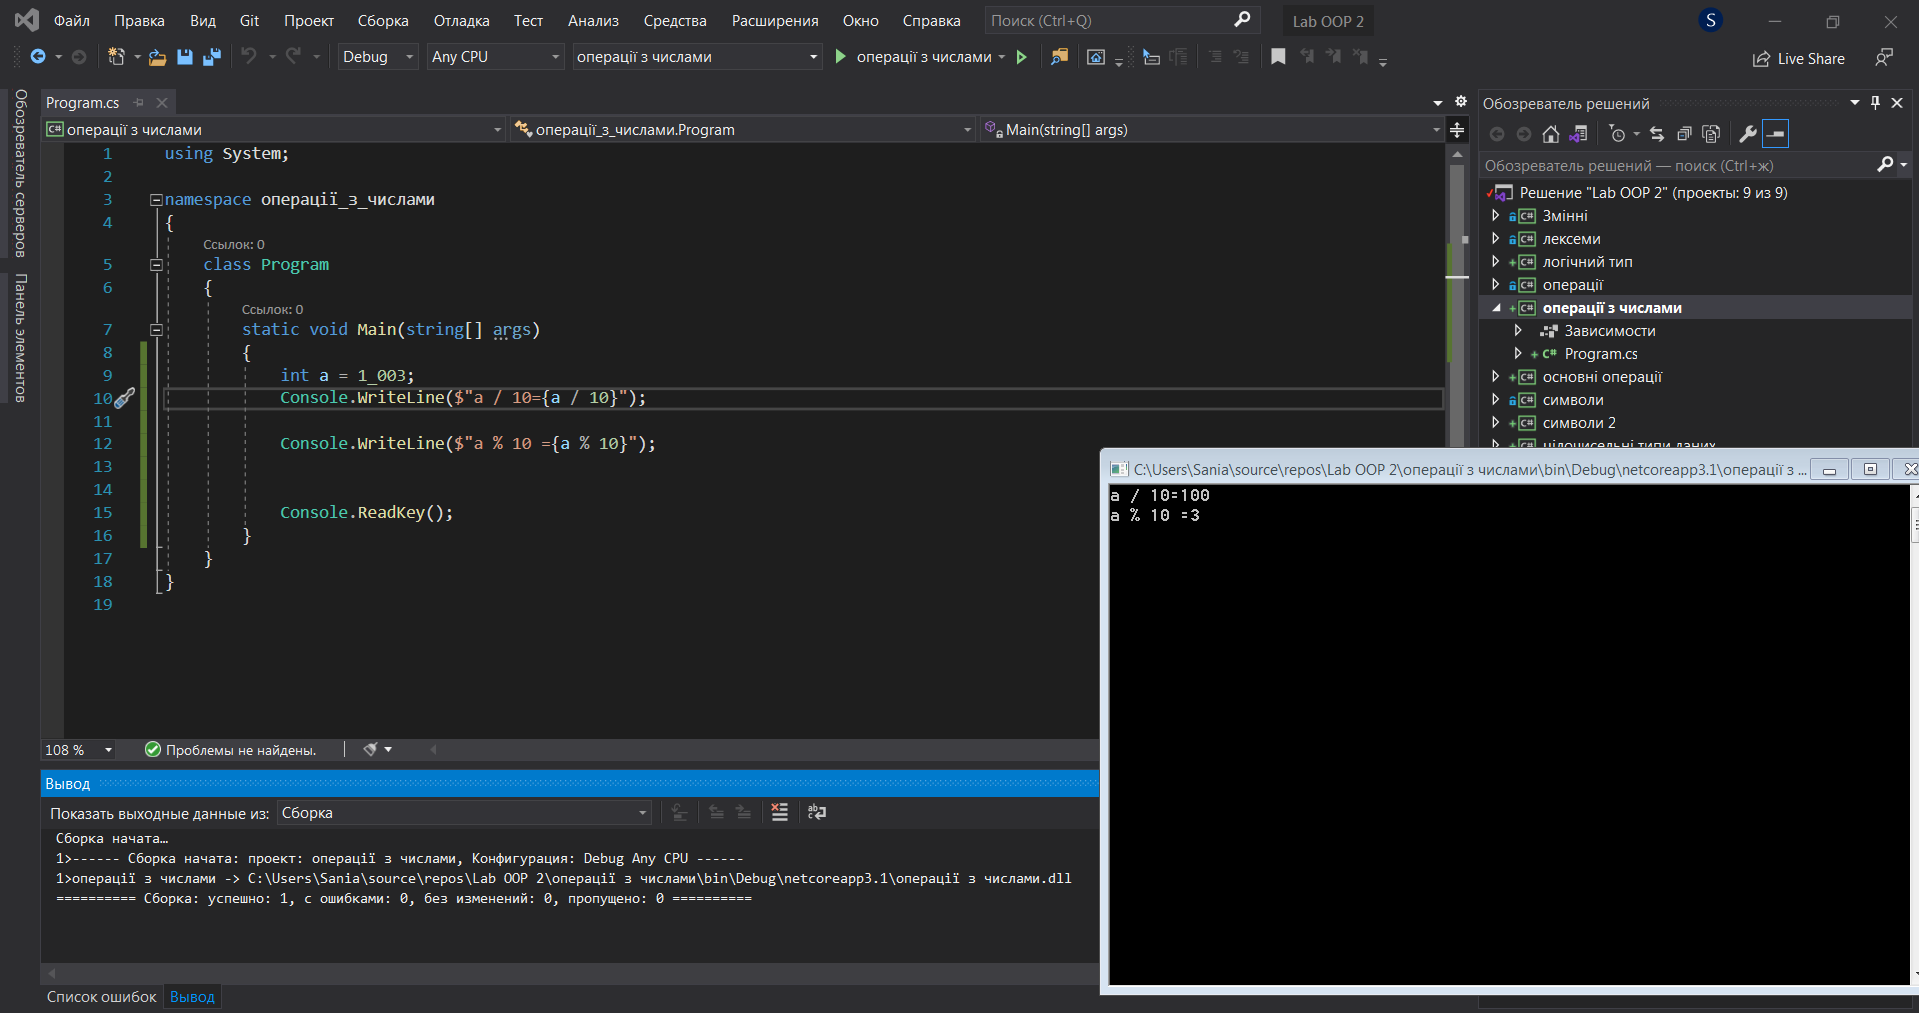 Файл Правка Вид Git Проект Сборка Отладка Тест Анализ Средства Расширения Окно Справка Поиск (Ctrl+Q) Lab OOP 2 S
Debug Any CPU операції з числами операції з числами Live Share
Обозреватель серверов
Панель элементов
Program.cs
операції з числами операції_з_числами.Program Main(string[] args)
1 using System;
2
3 namespace операції_з_числами
4 {
Ссылок: 0
5 class Program
6 {
Ссылок: 0
7 static void Main(string[] args)
8 {
9 int a = 1_003;
10 Console.WriteLine($"a / 10={a / 10}");
11
12 Console.WriteLine($"a % 10 ={a % 10}");
13
14
15 Console.ReadKey();
16 }
17 }
18 }
19
108 % Проблемы не найдены.
Вывод
Показать выходные данные из: Сборка
Сборка начата…
1>------ Сборка начата: проект: операції з числами, Конфигурация: Debug Any CPU ------
1>операції з числами -> C:\Users\Sania\source\repos\Lab OOP 2\операції з числами\bin\Debug\netcoreapp3.1\операції з числами.dll
========== Сборка: успешно: 1, с ошибками: 0, без изменений: 0, пропущено: 0 ==========
Список ошибок Вывод
Обозреватель решений
Обозреватель решений — поиск (Ctrl+ж)
Решение "Lab OOP 2" (проекты: 9 из 9)
C# Змінні
C# лексеми
C# логічний тип
C# операції
C# операції з числами
Зависимости
C# Program.cs
C# основні операції
C# символи
C# символи 2
C# цілочисельні типи даних
C:\Users\Sania\source\repos\Lab OOP 2\операції з числами\bin\Debug\netcoreapp3.1\операції з ...
a / 10=100
a % 10 =3